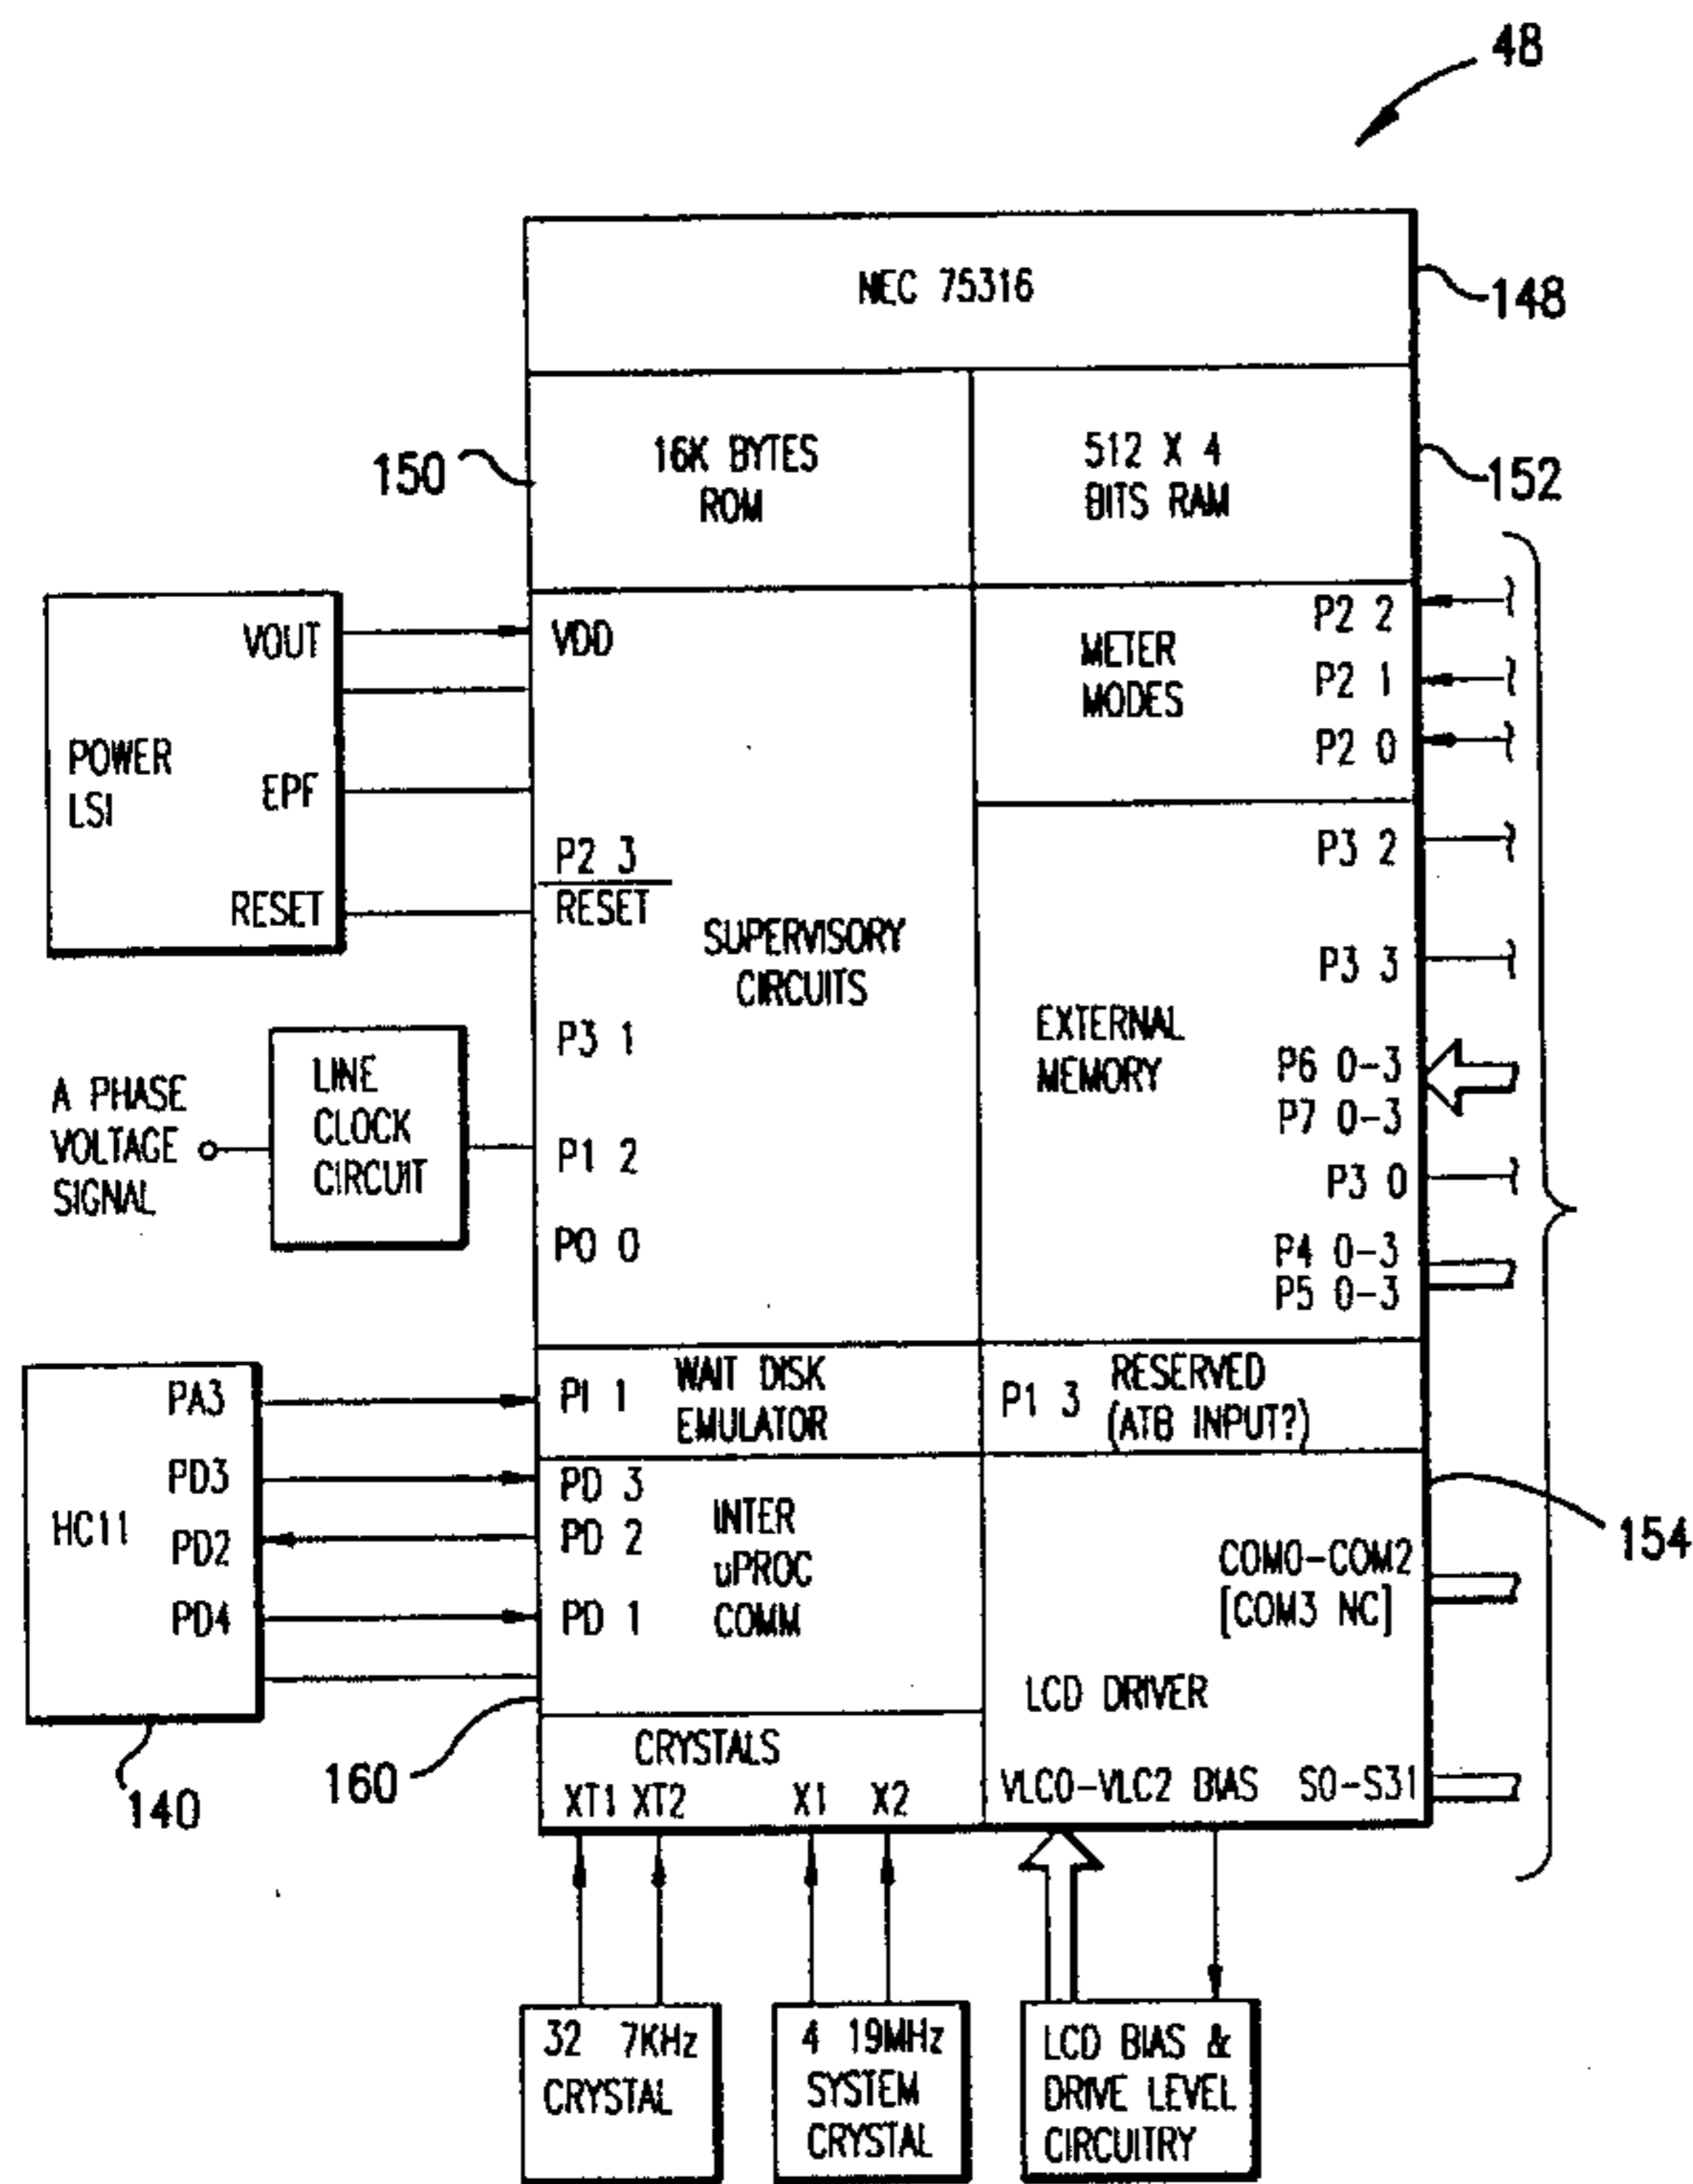 48
NEC 75316
148
150
16K BYTES
ROM
512 X 4
BITS RAM
152
POWER
LSI
VOUT
EPF
RESET
VDD
P2 3
RESET
SUPERVISORY
CIRCUITS
P3 1
P1 2
P0 0
METER
MODES
P2 2
P2 1
P2 0
EXTERNAL
MEMORY
P3 2
P3 3
P6 0-3
P7 0-3
P3 0
P4 0-3
P5 0-3
A PHASE
VOLTAGE
SIGNAL
LINE
CLOCK
CIRCUIT
HC11
PA3
PD3
PD2
PD4
140
P1 1
WAIT DISK
EMULATOR
P1 3
RESERVED
(ATB INPUT?)
PD 3
PD 2
PD 1
INTER
uPROC
COMM
160
154
COM0-COM2
[COM3 NC]
LCD DRIVER
VLC0-VLC2 BIAS S0-S31
CRYSTALS
XT1 XT2 X1 X2
32 7KHz
CRYSTAL
4 19MHz
SYSTEM
CRYSTAL
LCD BIAS &
DRIVE LEVEL
CIRCUITRY